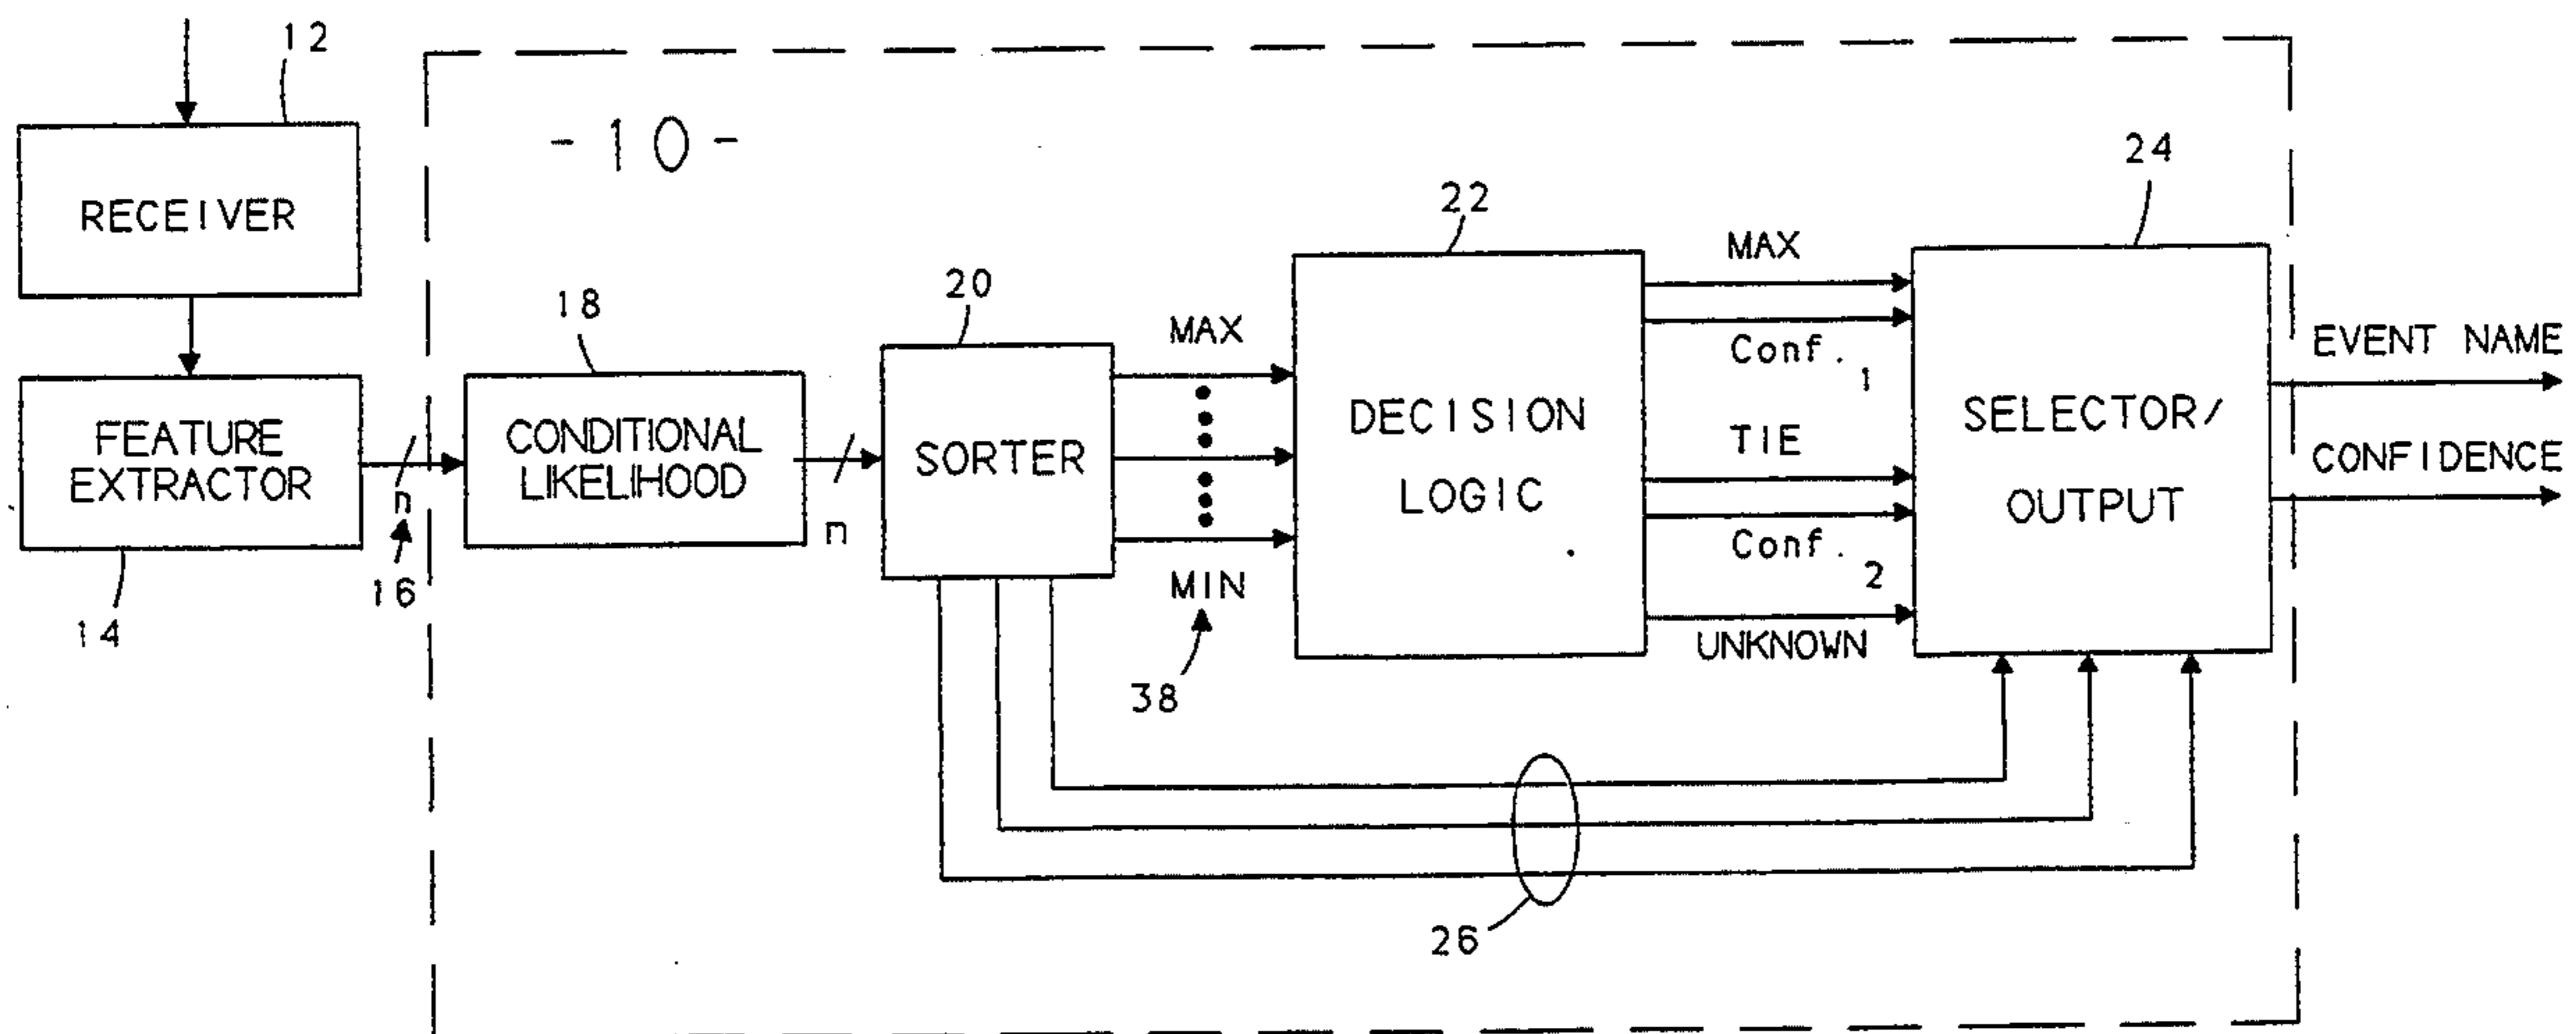 12
- 10 -
RECEIVER
24
22
MAX
20
18
MAX
EVENT NAME
Conf. 1
DECISION
LOGIC
SELECTOR/
OUTPUT
FEATURE
EXTRACTOR
CONDITIONAL
LIKELIHOOD
SORTER
TIE
CONFIDENCE
n
n
16
14
MIN
Conf. 2
UNKNOWN
38
26